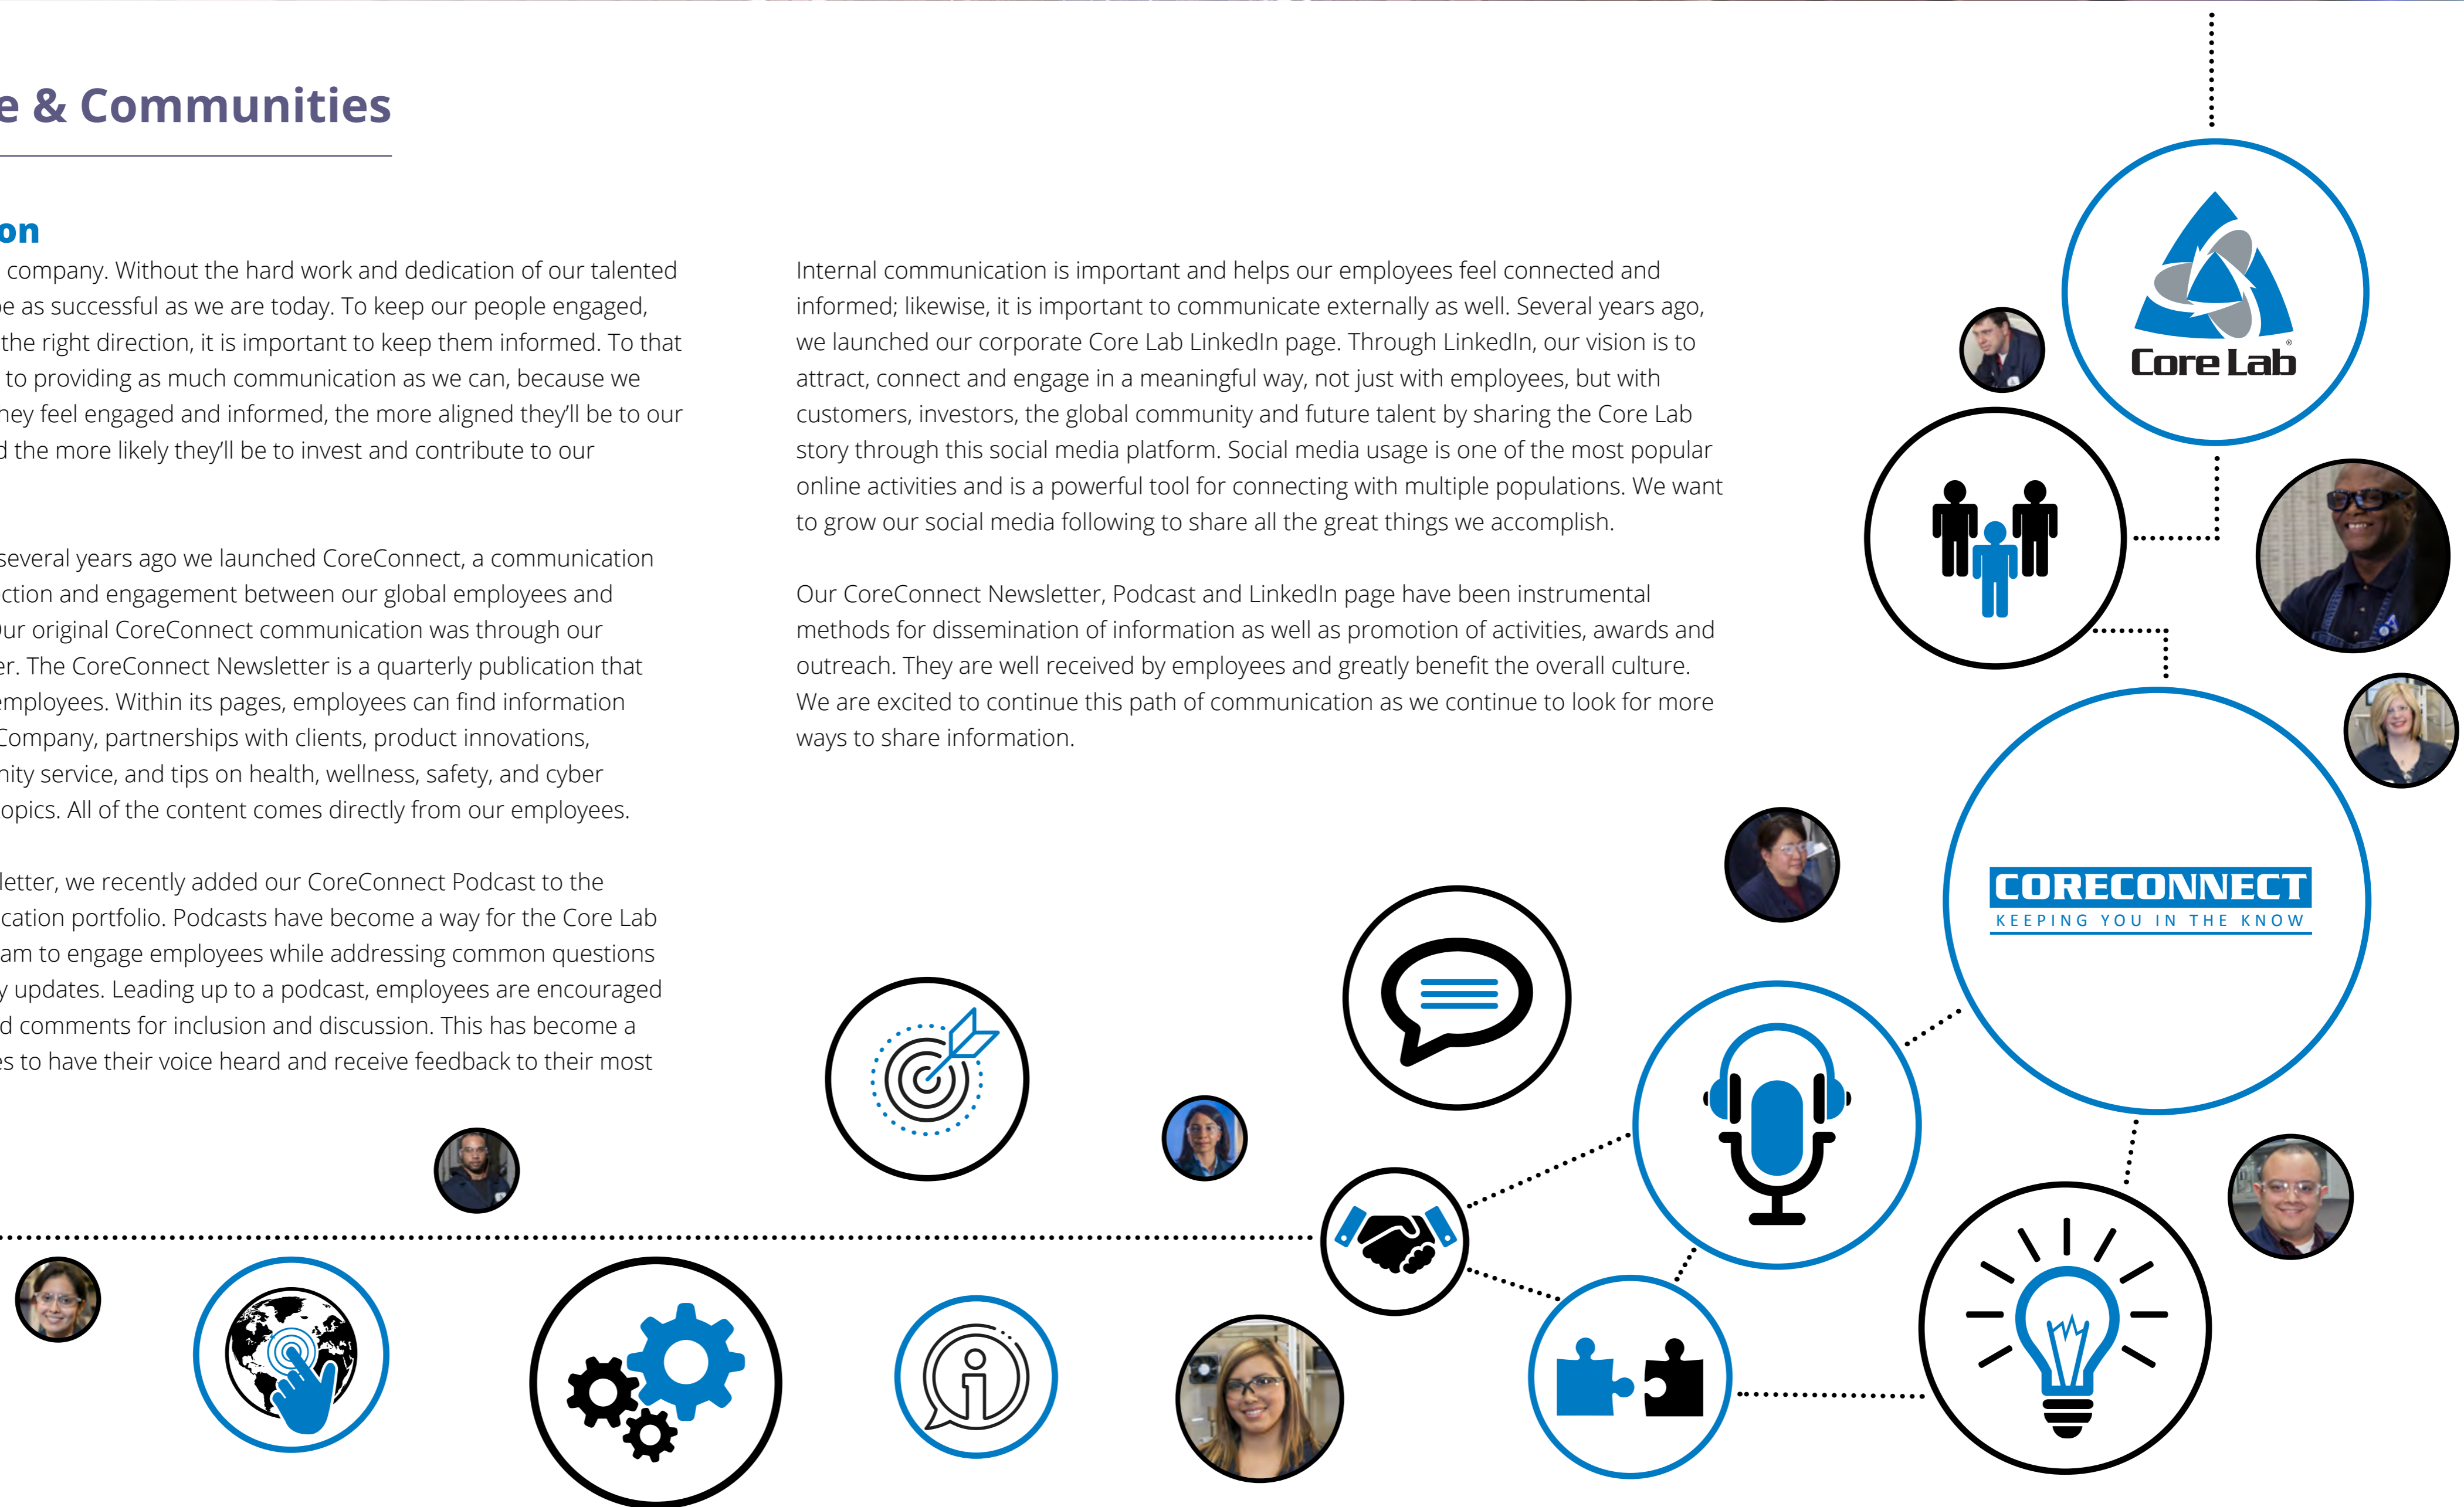 e & Communities
on
company. Without the hard work and dedication of our talented
be as successful as we are today. To keep our people engaged,
the right direction, it is important to keep them informed. To that
to providing as much communication as we can, because we
they feel engaged and informed, the more aligned they'll be to our
d the more likely they'll be to invest and contribute to our
several years ago we launched CoreConnect, a communication
ction and engagement between our global employees and
Our original CoreConnect communication was through our
er. The CoreConnect Newsletter is a quarterly publication that
employees. Within its pages, employees can find information
Company, partnerships with clients, product innovations,
nity service, and tips on health, wellness, safety, and cyber
topics. All of the content comes directly from our employees.
letter, we recently added our CoreConnect Podcast to the
cation portfolio. Podcasts have become a way for the Core Lab
am to engage employees while addressing common questions
y updates. Leading up to a podcast, employees are encouraged
d comments for inclusion and discussion. This has become a
es to have their voice heard and receive feedback to their most
Internal communication is important and helps our employees feel connected and
informed; likewise, it is important to communicate externally as well. Several years ago,
we launched our corporate Core Lab LinkedIn page. Through LinkedIn, our vision is to
attract, connect and engage in a meaningful way, not just with employees, but with
customers, investors, the global community and future talent by sharing the Core Lab
story through this social media platform. Social media usage is one of the most popular
online activities and is a powerful tool for connecting with multiple populations. We want
to grow our social media following to share all the great things we accomplish.
Our CoreConnect Newsletter, Podcast and LinkedIn page have been instrumental
methods for dissemination of information as well as promotion of activities, awards and
outreach. They are well received by employees and greatly benefit the overall culture.
We are excited to continue this path of communication as we continue to look for more
ways to share information.
Core Lab ®
CORECONNECT
KEEPING YOU IN THE KNOW